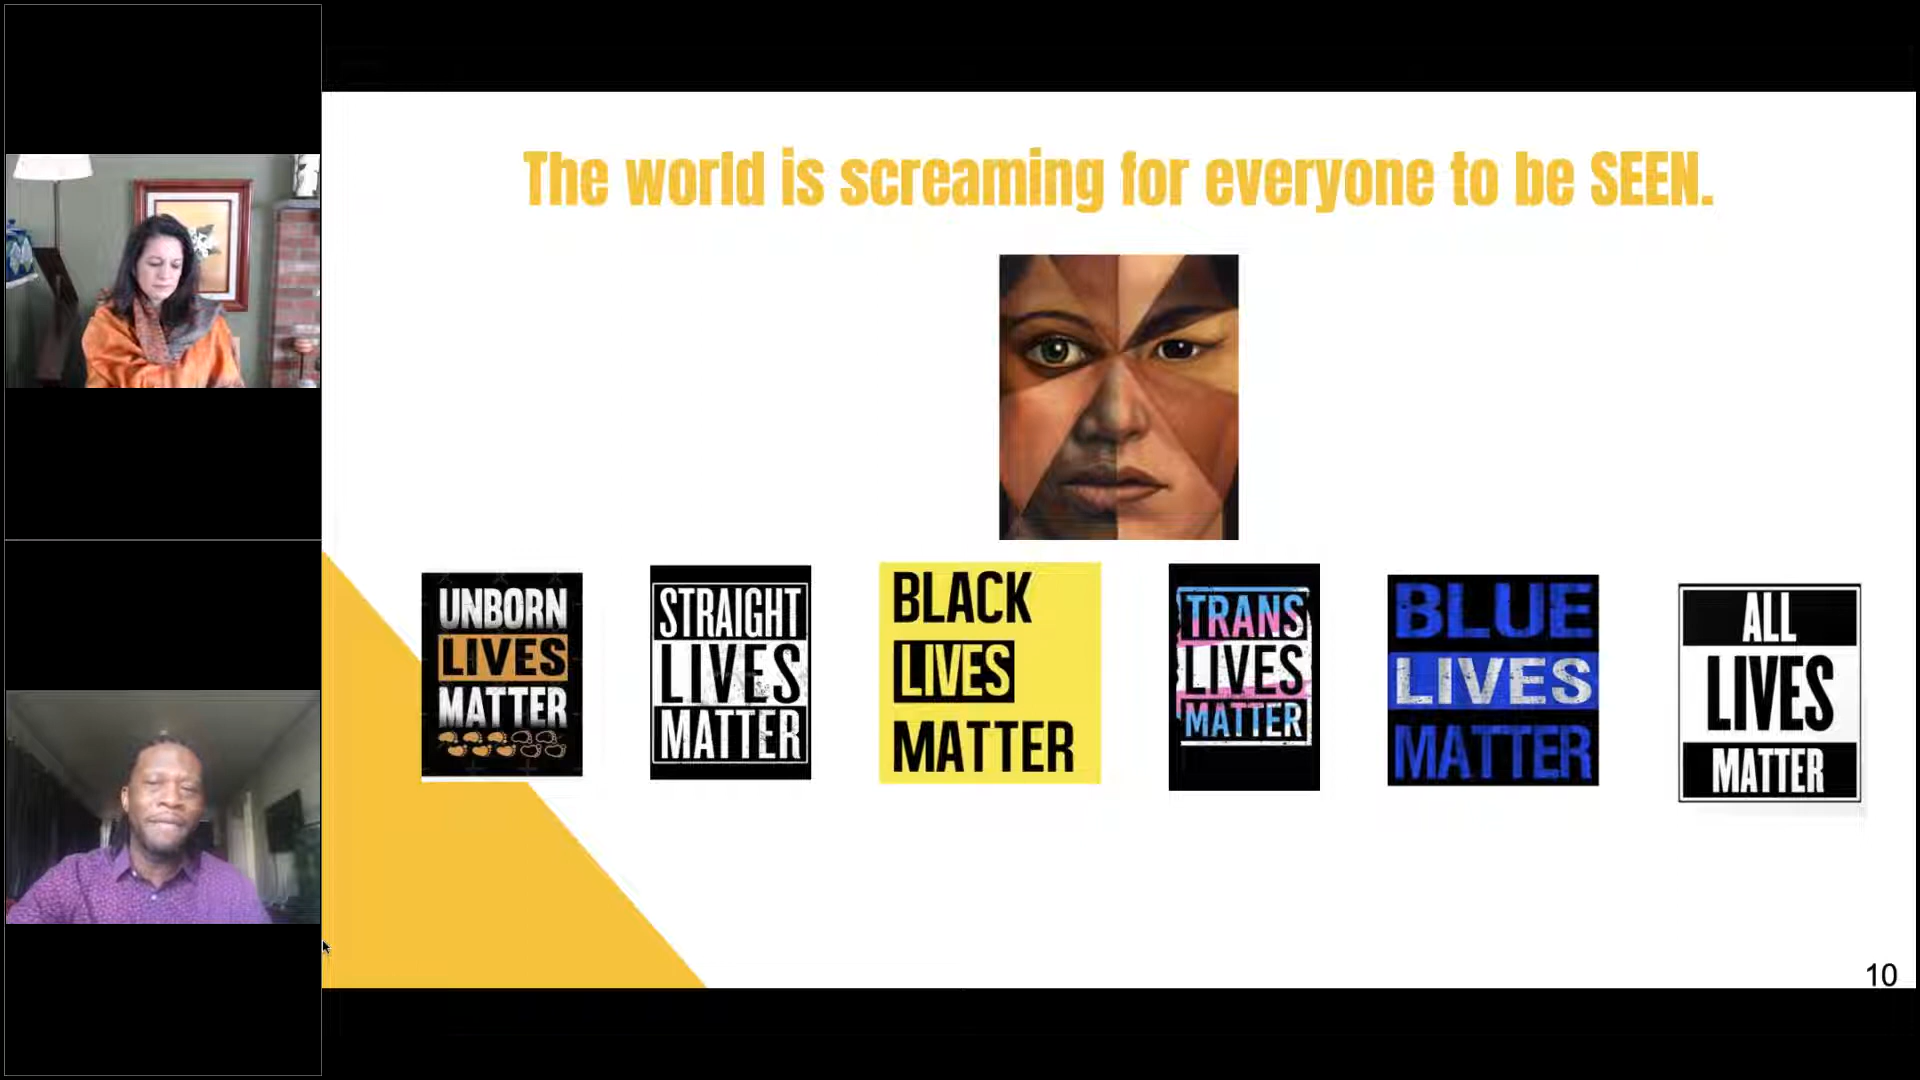 The world is screaming for everyone to be SEEN.
UNBORN
LIVES
MATTER
STRAIGHT
LIVES
MATTER
BLACK
LIVES
MATTER
TRANS
LIVES
MATTER
BLUE
LIVES
MATTER
ALL
LIVES
MATTER
10